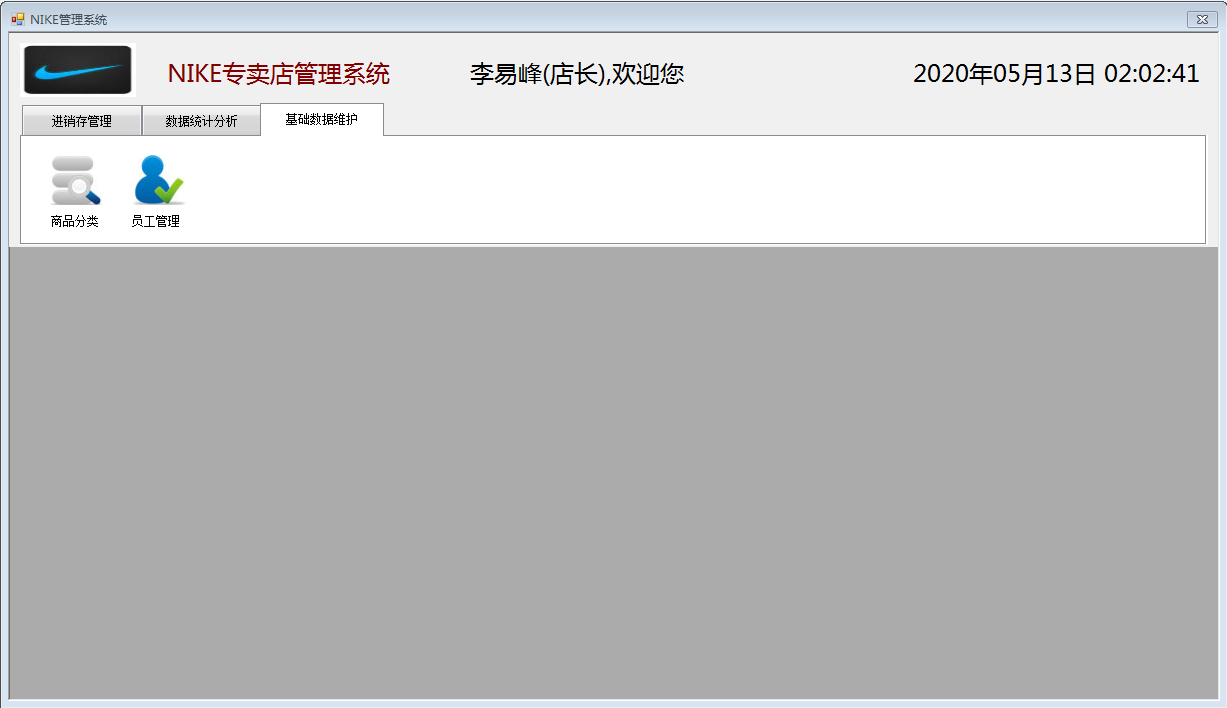 NIKE管理系统
NIKE专卖店管理系统 李易峰(店长),欢迎您 2020年05月13日 02:02:41
进销存管理 数据统计分析 基础数据维护
商品分类 员工管理